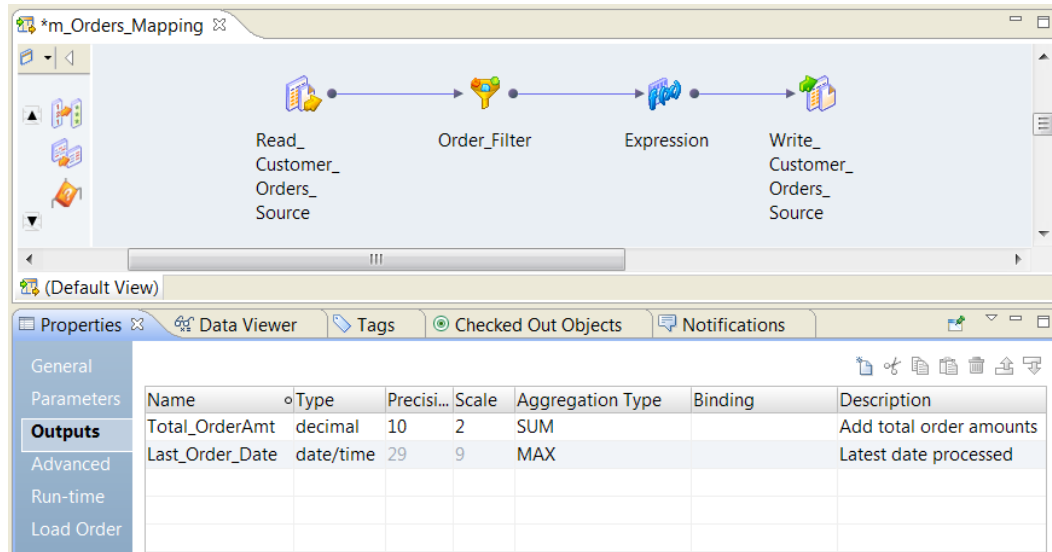 *m_Orders_Mapping
Read_
Customer_
Orders_
Source
Order_Filter
Expression
Write_
Customer_
Orders_
Source
(Default View)
Properties Data Viewer Tags Checked Out Objects Notifications
General
Parameters
Outputs
Advanced
Run-time
Load Order
Name Type Precisi... Scale Aggregation Type Binding Description
Total_OrderAmt decimal 10 2 SUM Add total order amounts
Last_Order_Date date/time 29 9 MAX Latest date processed